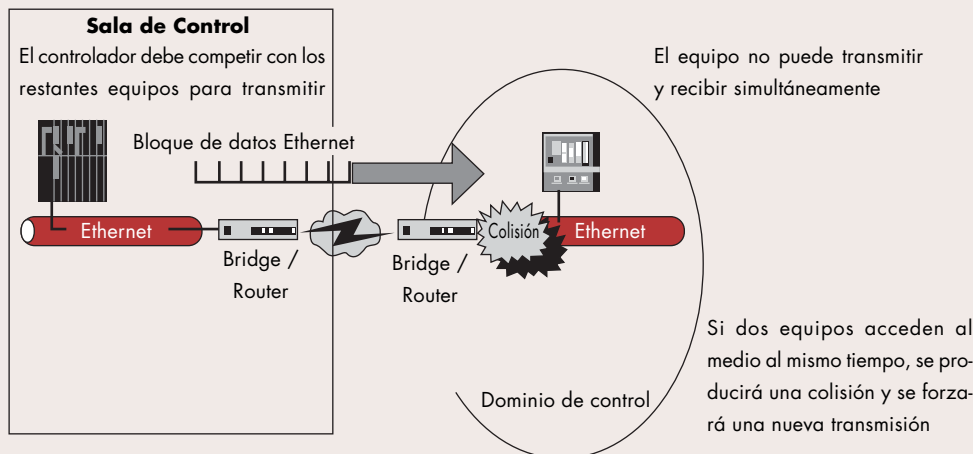 Sala de Control
El controlador debe competir con los
restantes equipos para transmitir
El equipo no puede transmitir
y recibir simultáneamente
Bloque de datos Ethernet
Ethernet
Colisión
Ethernet
Bridge /
Router
Bridge /
Router
Si dos equipos acceden al
medio al mismo tiempo, se pro-
ducirá una colisión y se forza-
rá una nueva transmisión
Dominio de control